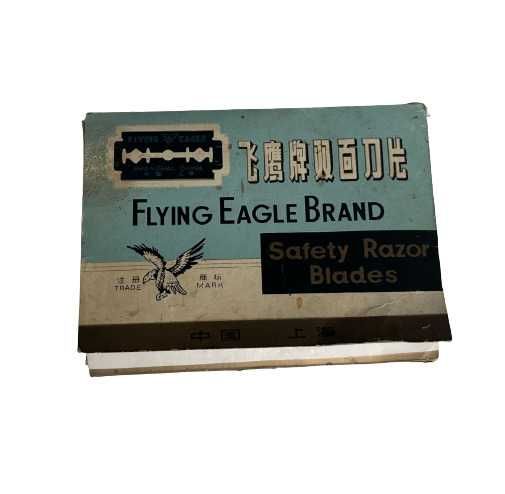 FLYING EAGLE
飞鹰牌双面刀片
FLYING EAGLE BRAND
Safety Razor
Blades
注册 商标
TRADE MARK
中国 上海